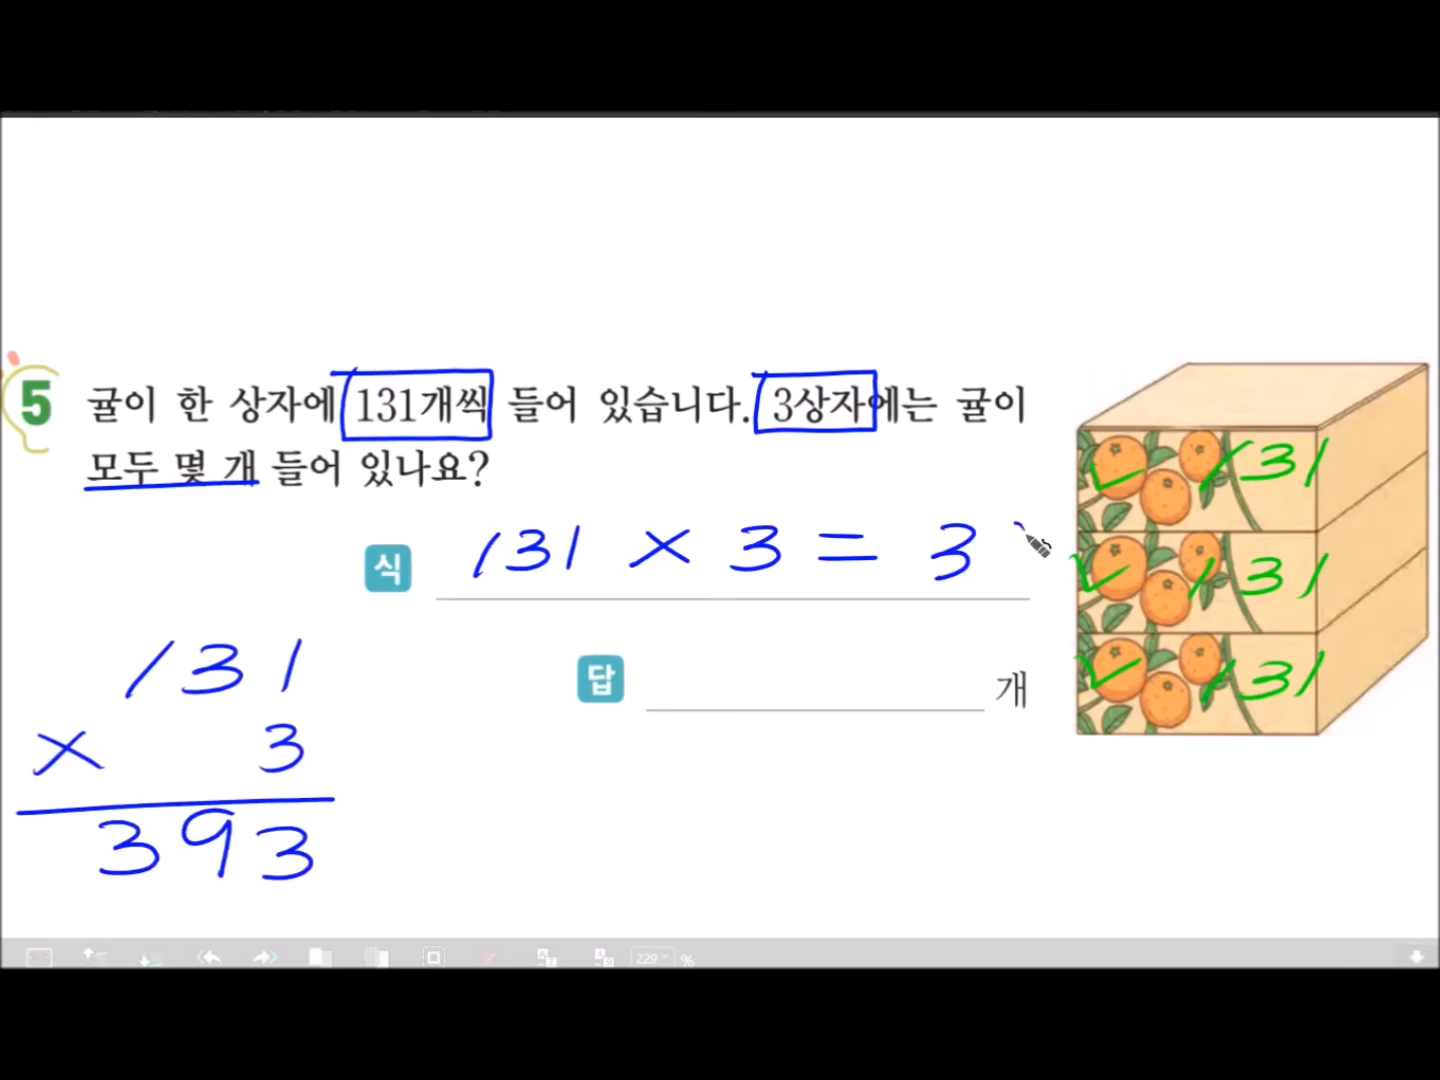 5 귤이 한 상자에 131개씩 들어 있습니다. 3상자에는 귤이
모두 몇 개 들어 있나요?
식 131 × 3 = 3
답 개
131
× 3
393
131
131
131
229 %